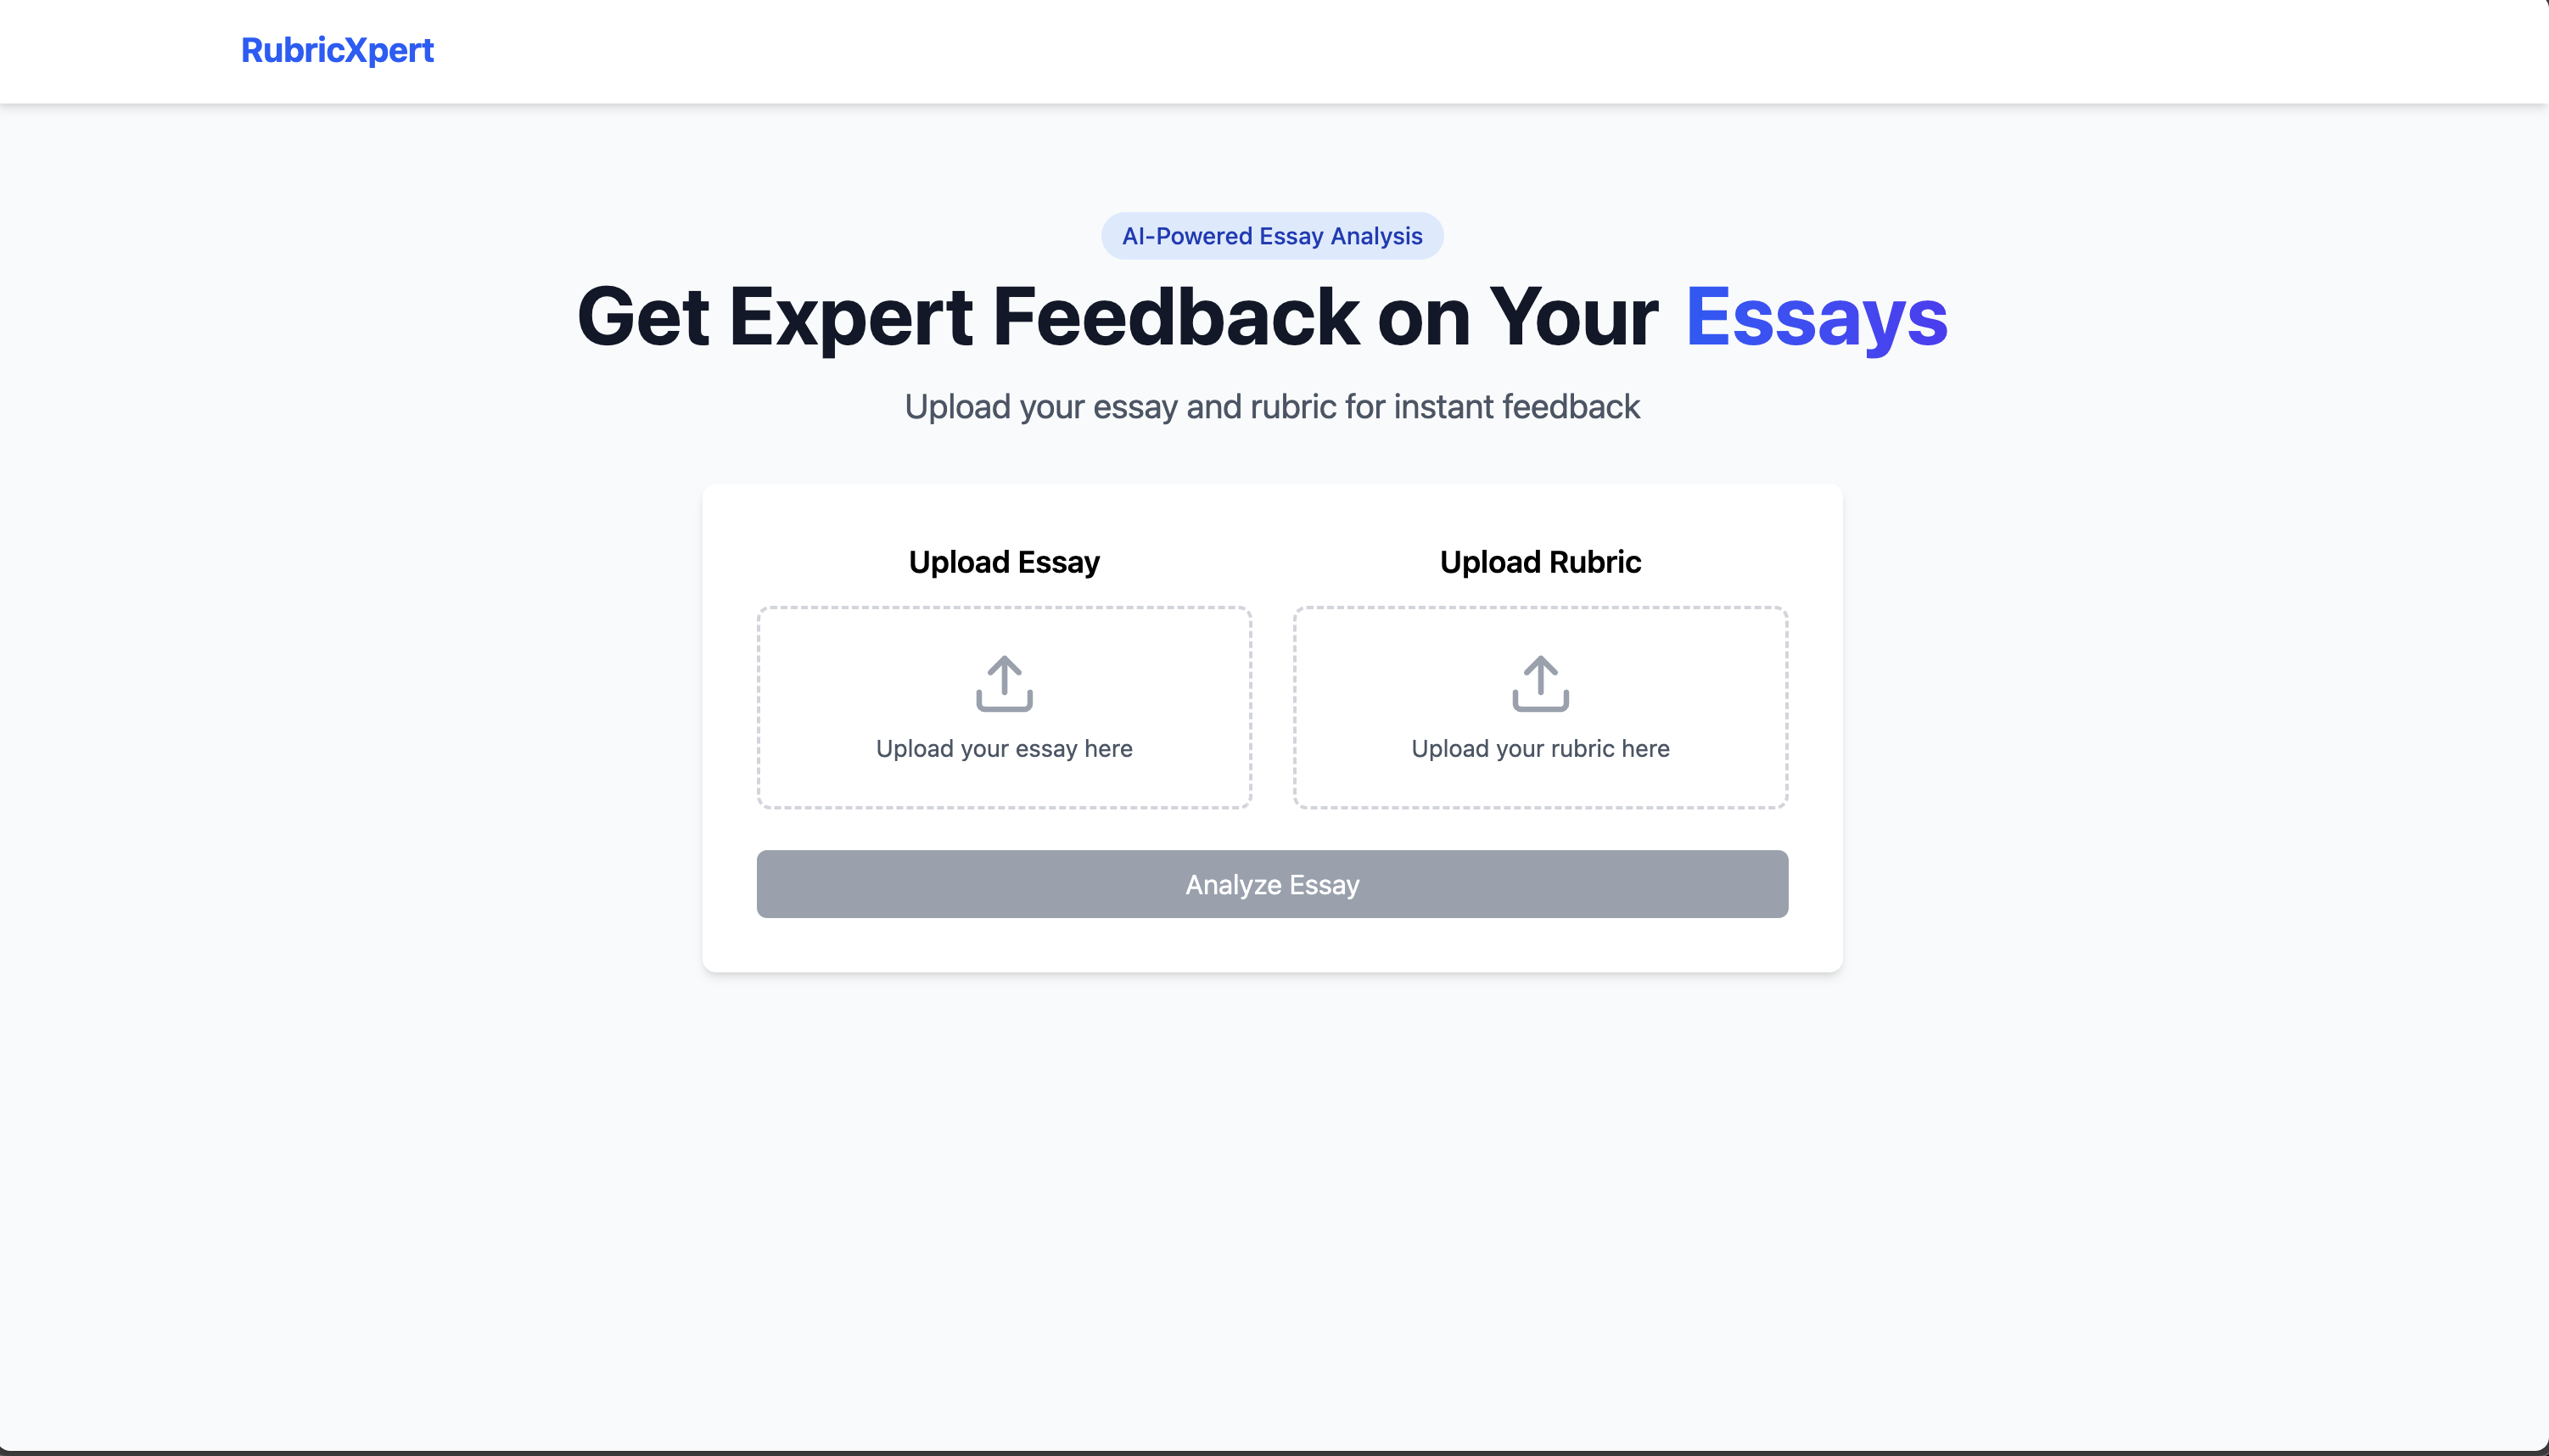 RubricXpert
AI-Powered Essay Analysis
Get Expert Feedback on Your Essays
Upload your essay and rubric for instant feedback
Upload Essay
Upload Rubric
Upload your essay here
Upload your rubric here
Analyze Essay